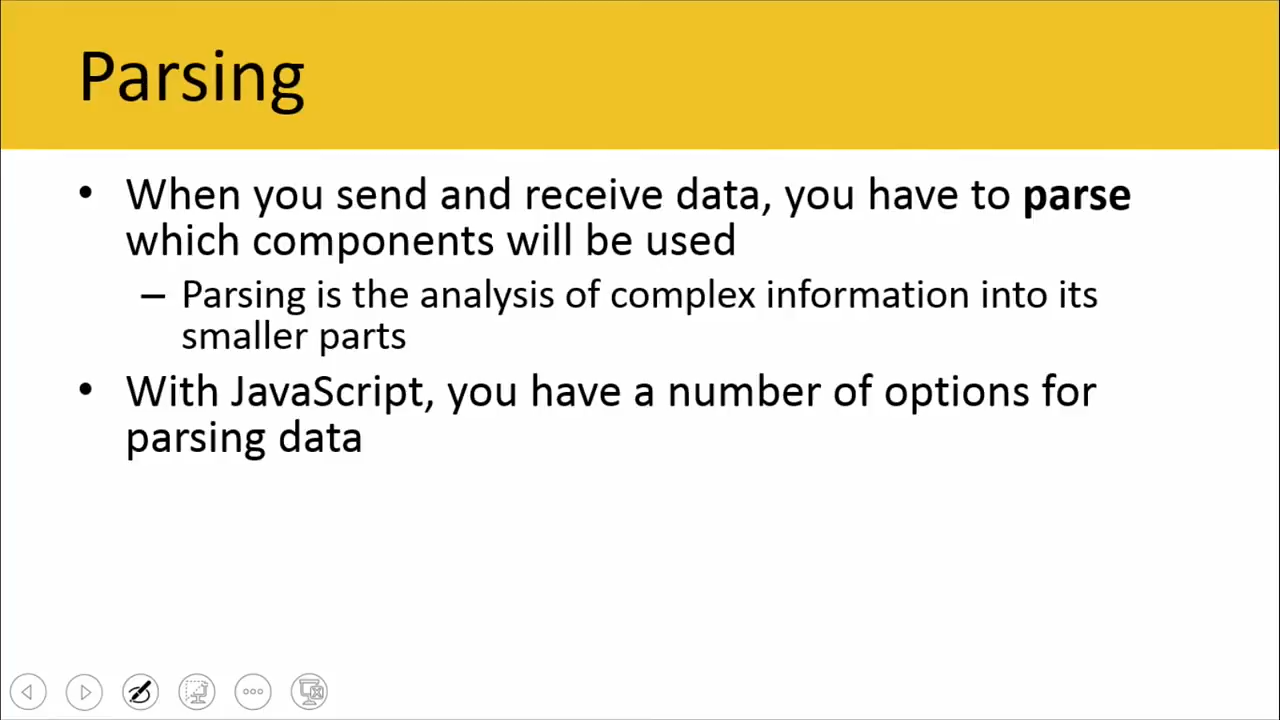 Parsing
• When you send and receive data, you have to parse
which components will be used
– Parsing is the analysis of complex information into its
smaller parts
• With JavaScript, you have a number of options for
parsing data